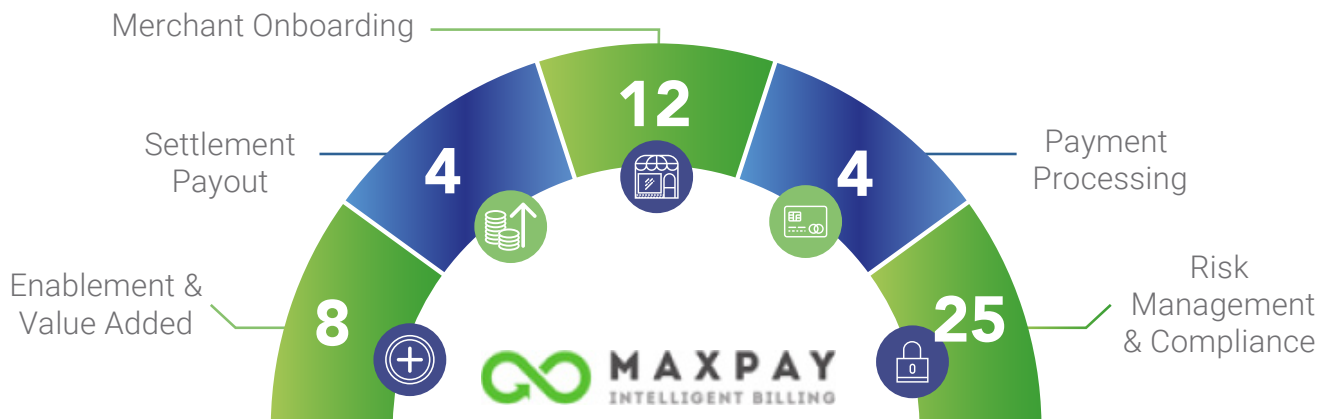 Merchant Onboarding
12
Settlement
Payout
4
4
Payment
Processing
Enablement &
Value Added
8
25
Risk
Management
& Compliance
0
MAXPAY
INTELLIGENT BILLING